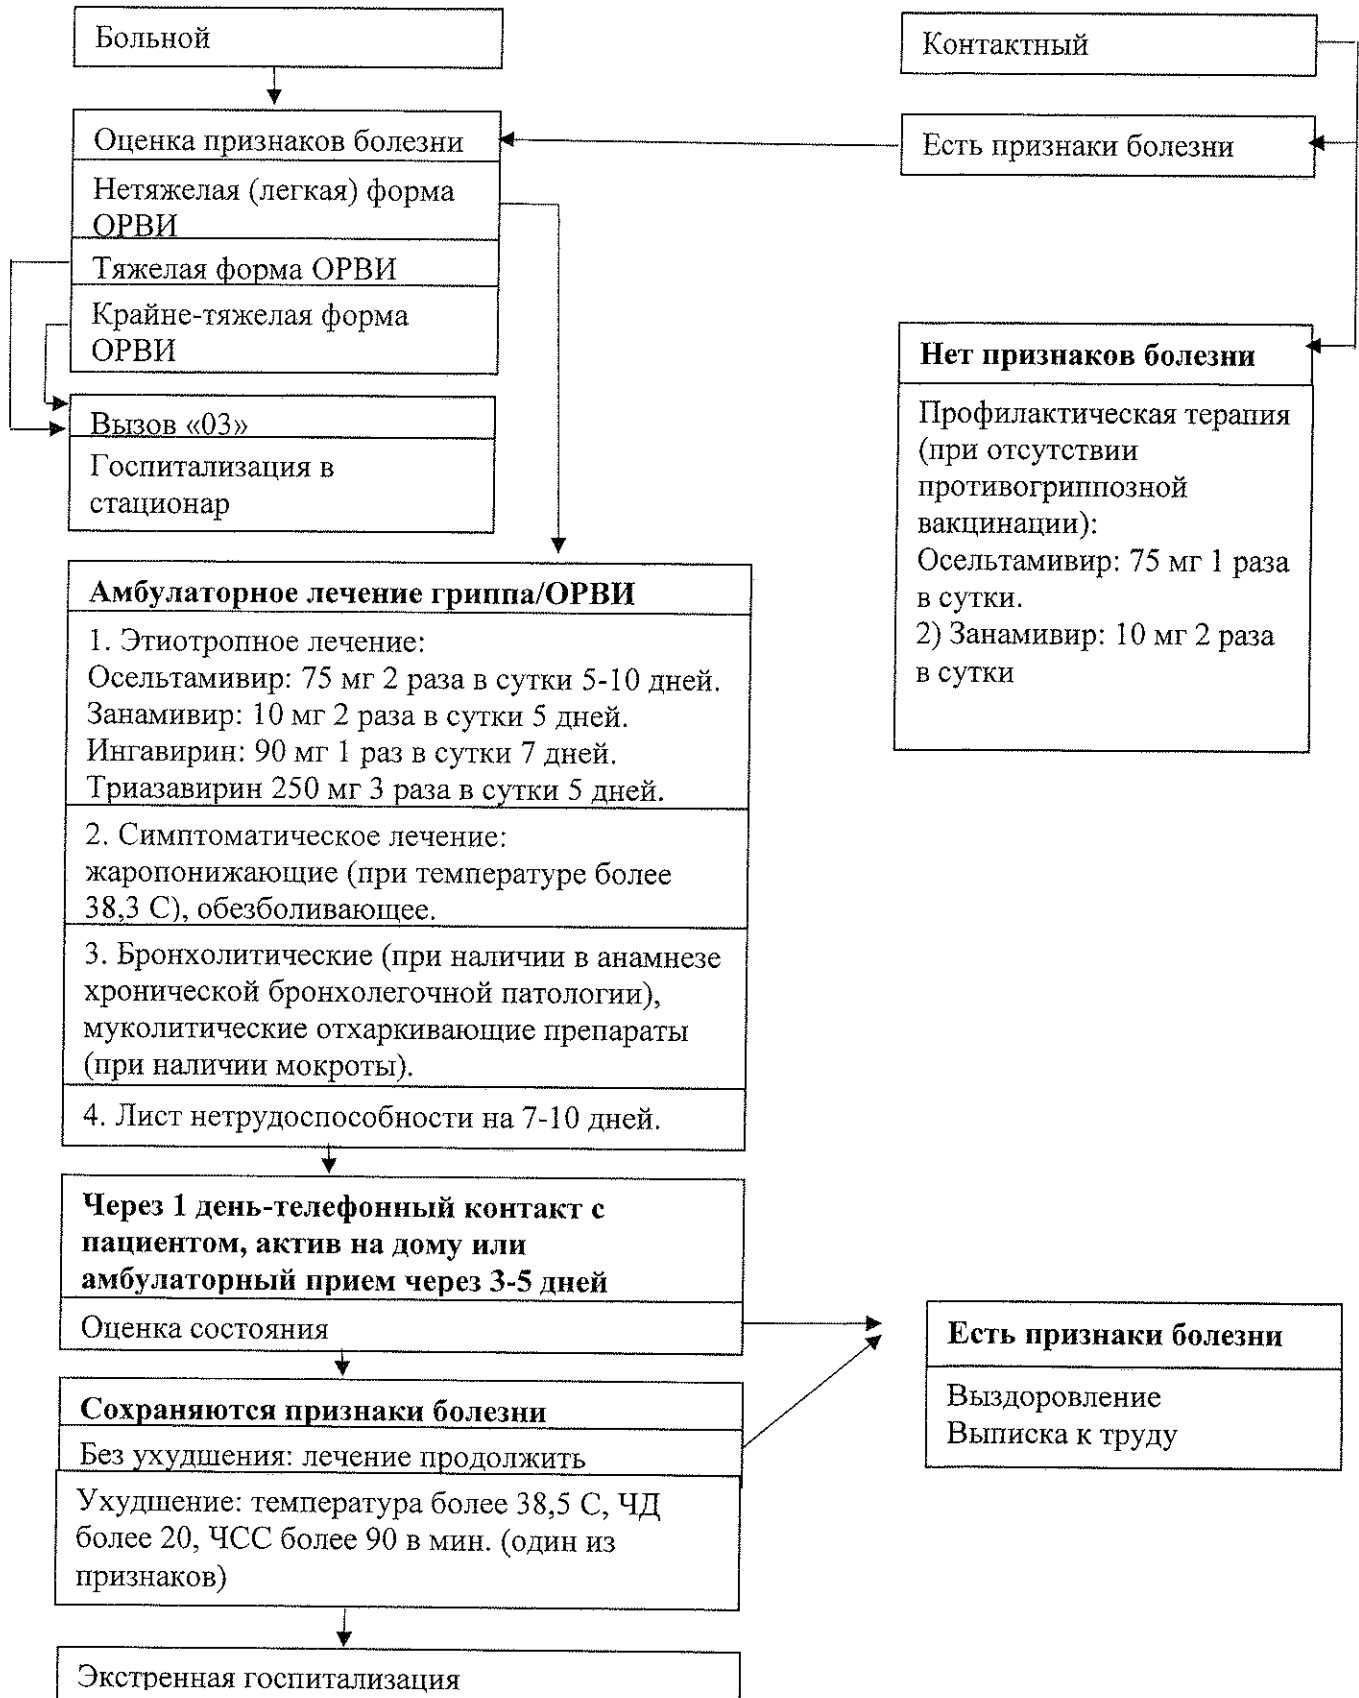 Больной
Контактный
Оценка признаков болезни
Есть признаки болезни
Нетяжелая (легкая) форма
ОРВИ
Тяжелая форма ОРВИ
Крайне-тяжелая форма
ОРВИ
Вызов «03»
Госпитализация в
стационар
Нет признаков болезни
Профилактическая терапия
(при отсутствии
противогриппозной
вакцинации):
Осельтамивир: 75 мг 1 раза
в сутки.
2) Занамивир: 10 мг 2 раза
в сутки
Амбулаторное лечение гриппа/ОРВИ
1. Этиотропное лечение:
Осельтамивир: 75 мг 2 раза в сутки 5-10 дней.
Занамивир: 10 мг 2 раза в сутки 5 дней.
Ингавирин: 90 мг 1 раз в сутки 7 дней.
Триазавирин 250 мг 3 раза в сутки 5 дней.
2. Симптоматическое лечение:
жаропонижающие (при температуре более
38,3 С), обезболивающее.
3. Бронхолитические (при наличии в анамнезе
хронической бронхолегочной патологии),
муколитические отхаркивающие препараты
(при наличии мокроты).
4. Лист нетрудоспособности на 7-10 дней.
Через 1 день-телефонный контакт с
пациентом, актив на дому или
амбулаторный прием через 3-5 дней
Оценка состояния
Есть признаки болезни
Выздоровление
Выписка к труду
Сохраняются признаки болезни
Без ухудшения: лечение продолжить
Ухудшение: температура более 38,5 С, ЧД
более 20, ЧСС более 90 в мин. (один из
признаков)
Экстренная госпитализация